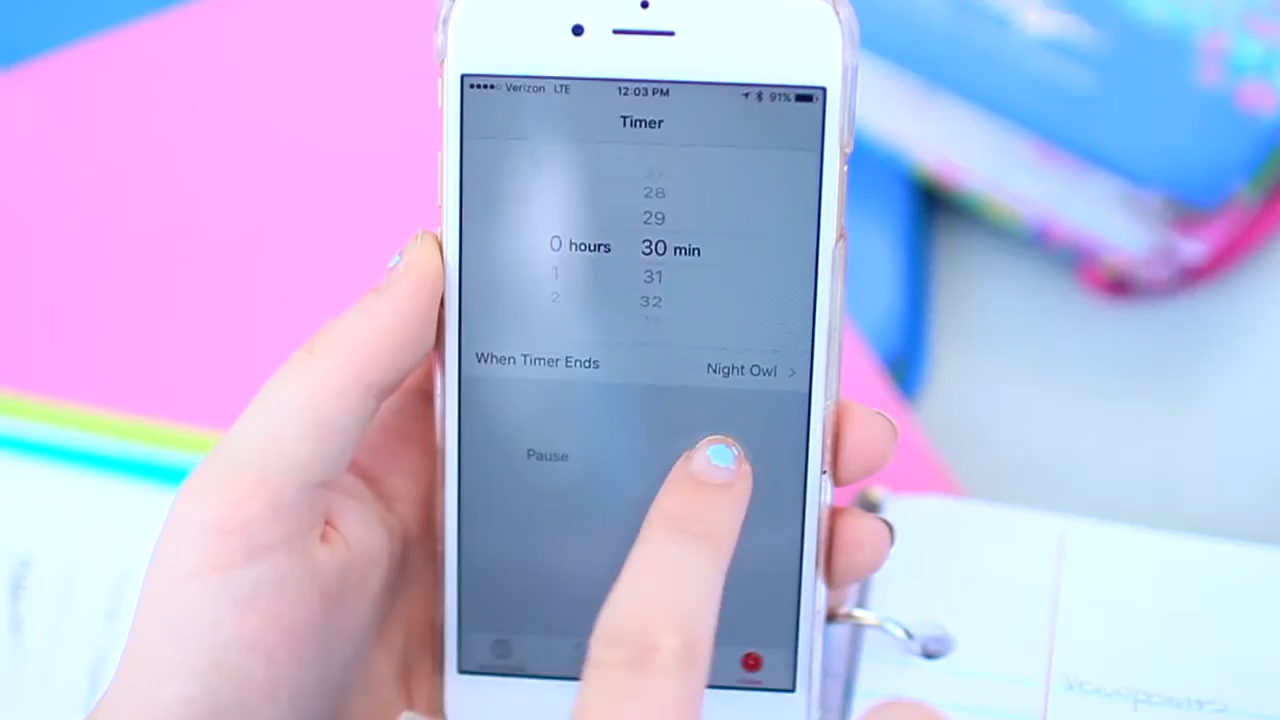 Verizon LTE 12:03 PM 91%
Timer
28
29
0 hours 30 min
1 31
2 32
When Timer Ends Night Owl >
Pause